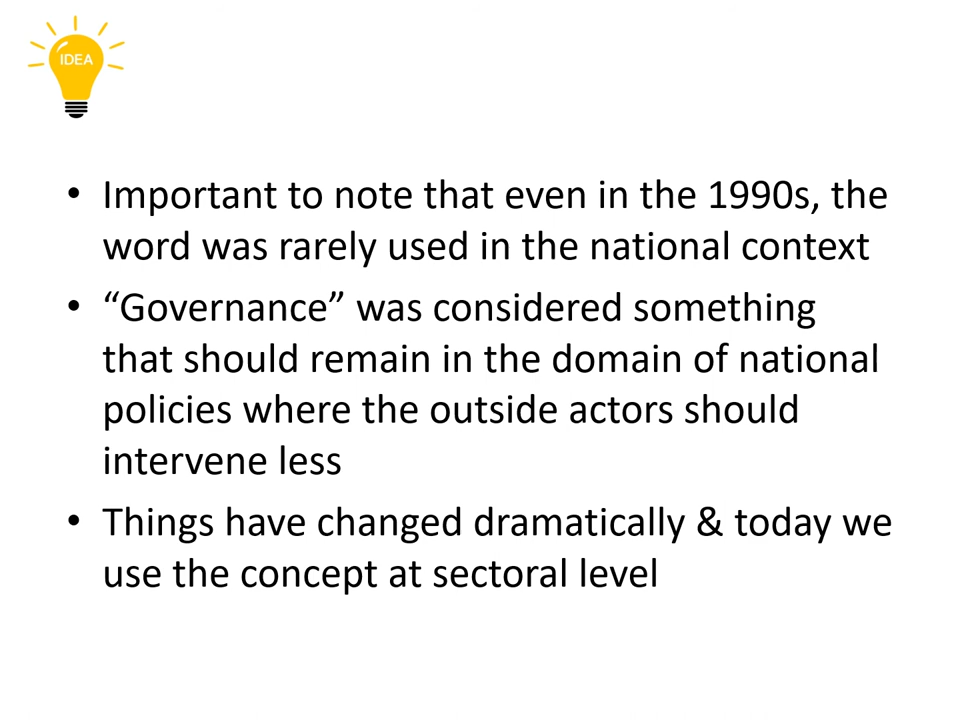 IDEA
• Important to note that even in the 1990s, the
word was rarely used in the national context
• “Governance” was considered something
that should remain in the domain of national
policies where the outside actors should
intervene less
• Things have changed dramatically & today we
use the concept at sectoral level